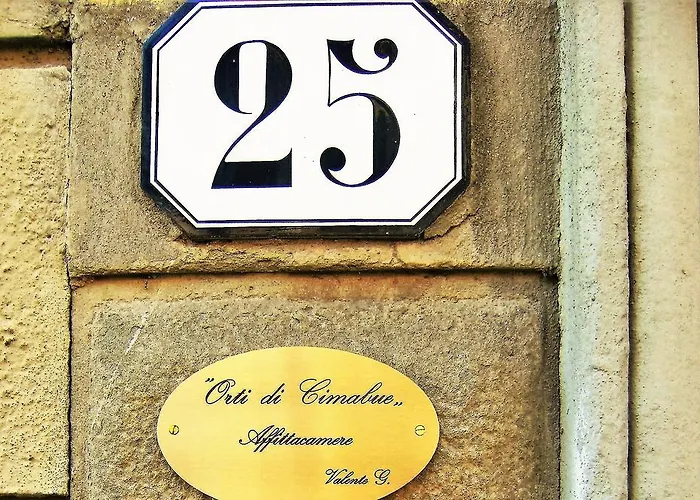 25
"Orti di Cimabue„
Affittacamere
Valente G.